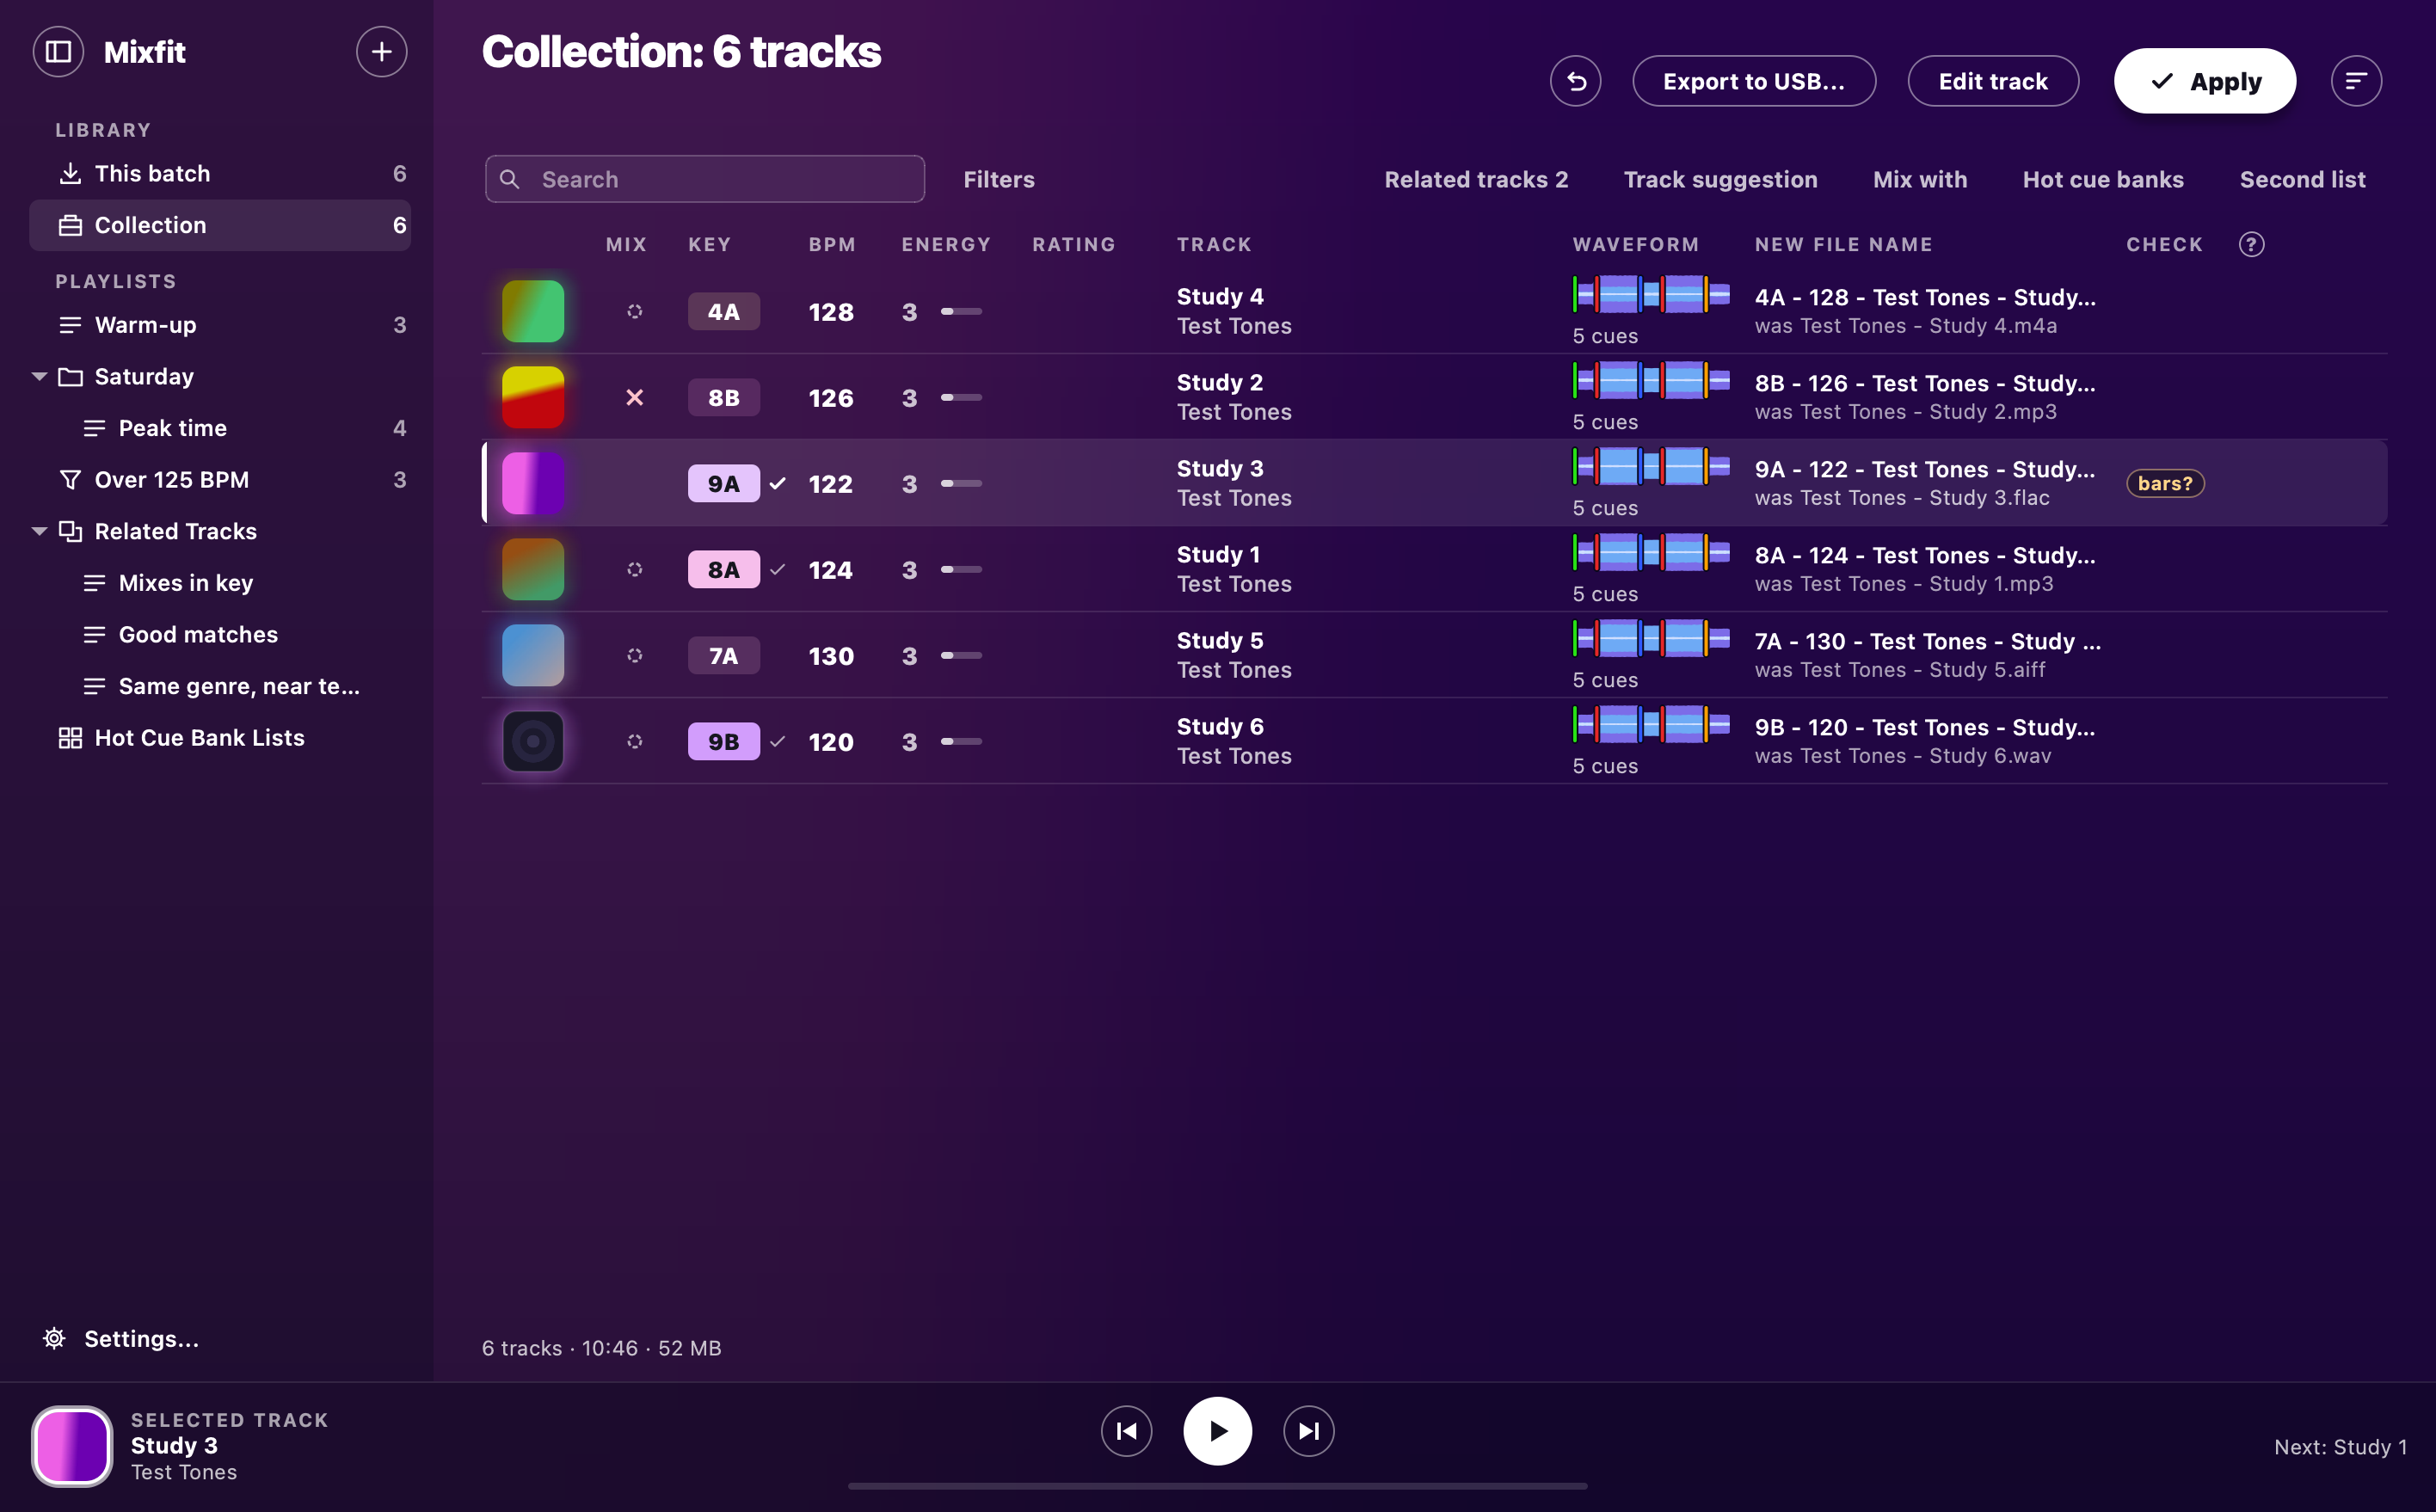 Mixfit
LIBRARY
This batch 6
Collection 6
PLAYLISTS
Warm-up 3
Saturday
Peak time 4
Over 125 BPM 3
Related Tracks
Mixes in key
Good matches
Same genre, near te...
Hot Cue Bank Lists
Settings...
Collection: 6 tracks
Export to USB...
Edit track
Apply
Search
Filters
Related tracks 2
Track suggestion
Mix with
Hot cue banks
Second list
MIX KEY BPM ENERGY RATING TRACK WAVEFORM NEW FILE NAME CHECK ?
4A 128 3 Study 4 4A - 128 - Test Tones - Study...
Test Tones 5 cues was Test Tones - Study 4.m4a
8B 126 3 Study 2 8B - 126 - Test Tones - Study...
Test Tones 5 cues was Test Tones - Study 2.mp3
9A 122 3 Study 3 9A - 122 - Test Tones - Study... bars?
Test Tones 5 cues was Test Tones - Study 3.flac
8A 124 3 Study 1 8A - 124 - Test Tones - Study...
Test Tones 5 cues was Test Tones - Study 1.mp3
7A 130 3 Study 5 7A - 130 - Test Tones - Study ...
Test Tones 5 cues was Test Tones - Study 5.aiff
9B 120 3 Study 6 9B - 120 - Test Tones - Study...
Test Tones 5 cues was Test Tones - Study 6.wav
6 tracks · 10:46 · 52 MB
SELECTED TRACK
Study 3
Test Tones
Next: Study 1